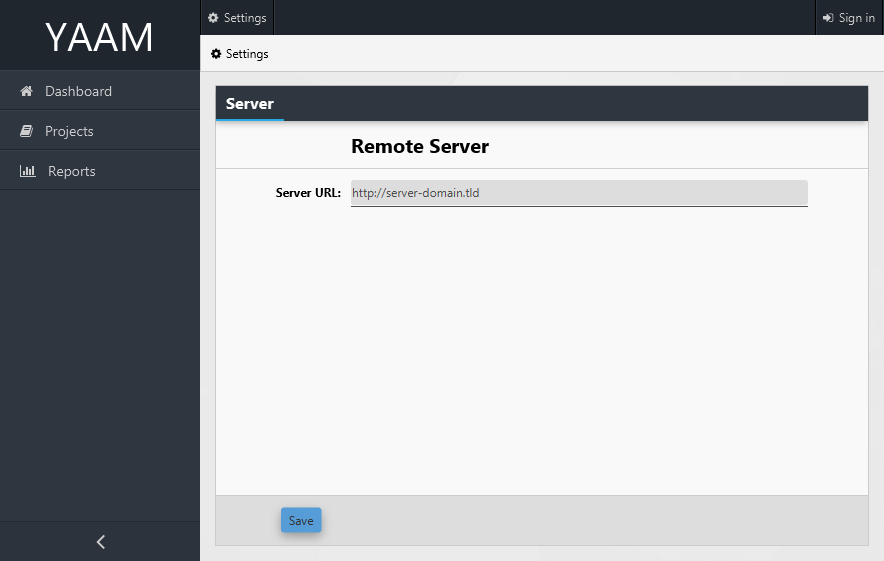 YAAM
Settings
Sign in
Settings
Dashboard
Projects
Reports
Server
Remote Server
Server URL: http://server-domain.tld
Save